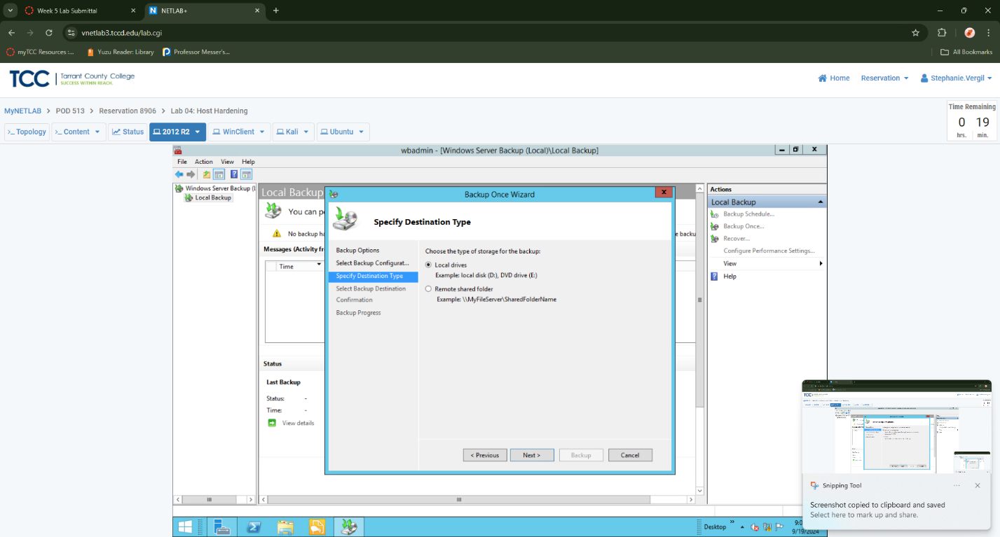 Week 5 Lab Submittal
NETLAB+
vnetlab3.tccd.edu/lab.cgi
myTCC Resources :...
Yuzu Reader: Library
Professor Messer's...
All Bookmarks
TCC
Tarrant County College
SUCCESS WITHIN REACH.
Home
Reservation
Stephanie.Vergil
MyNETLAB > POD 513 > Reservation 8906 > Lab 04: Host Hardening
Time Remaining
0 19
hrs. min.
>_ Topology
>_ Content
Status
2012 R2
WinClient
Kali
Ubuntu
wbadmin - [Windows Server Backup (Local)\Local Backup]
File Action View Help
Windows Server Backup (L
Local Backup
Local Backup
You can p
No backup ha
e backu
Messages (Activity fr
Time
Status
Last Backup
Status: -
Time: -
View details
Backup Once Wizard
Specify Destination Type
Backup Options
Select Backup Configurat...
Specify Destination Type
Select Backup Destination
Confirmation
Backup Progress
Choose the type of storage for the backup:
Local drives
Example: local disk (D:), DVD drive (E:)
Remote shared folder
Example: \\MyFileServer\SharedFolderName
< Previous
Next >
Backup
Cancel
Actions
Local Backup
Backup Schedule...
Backup Once...
Recover...
Configure Performance Settings...
View
Help
Snipping Tool
Screenshot copied to clipboard and saved
Select here to mark up and share.
Desktop
9:0
9/19/2024